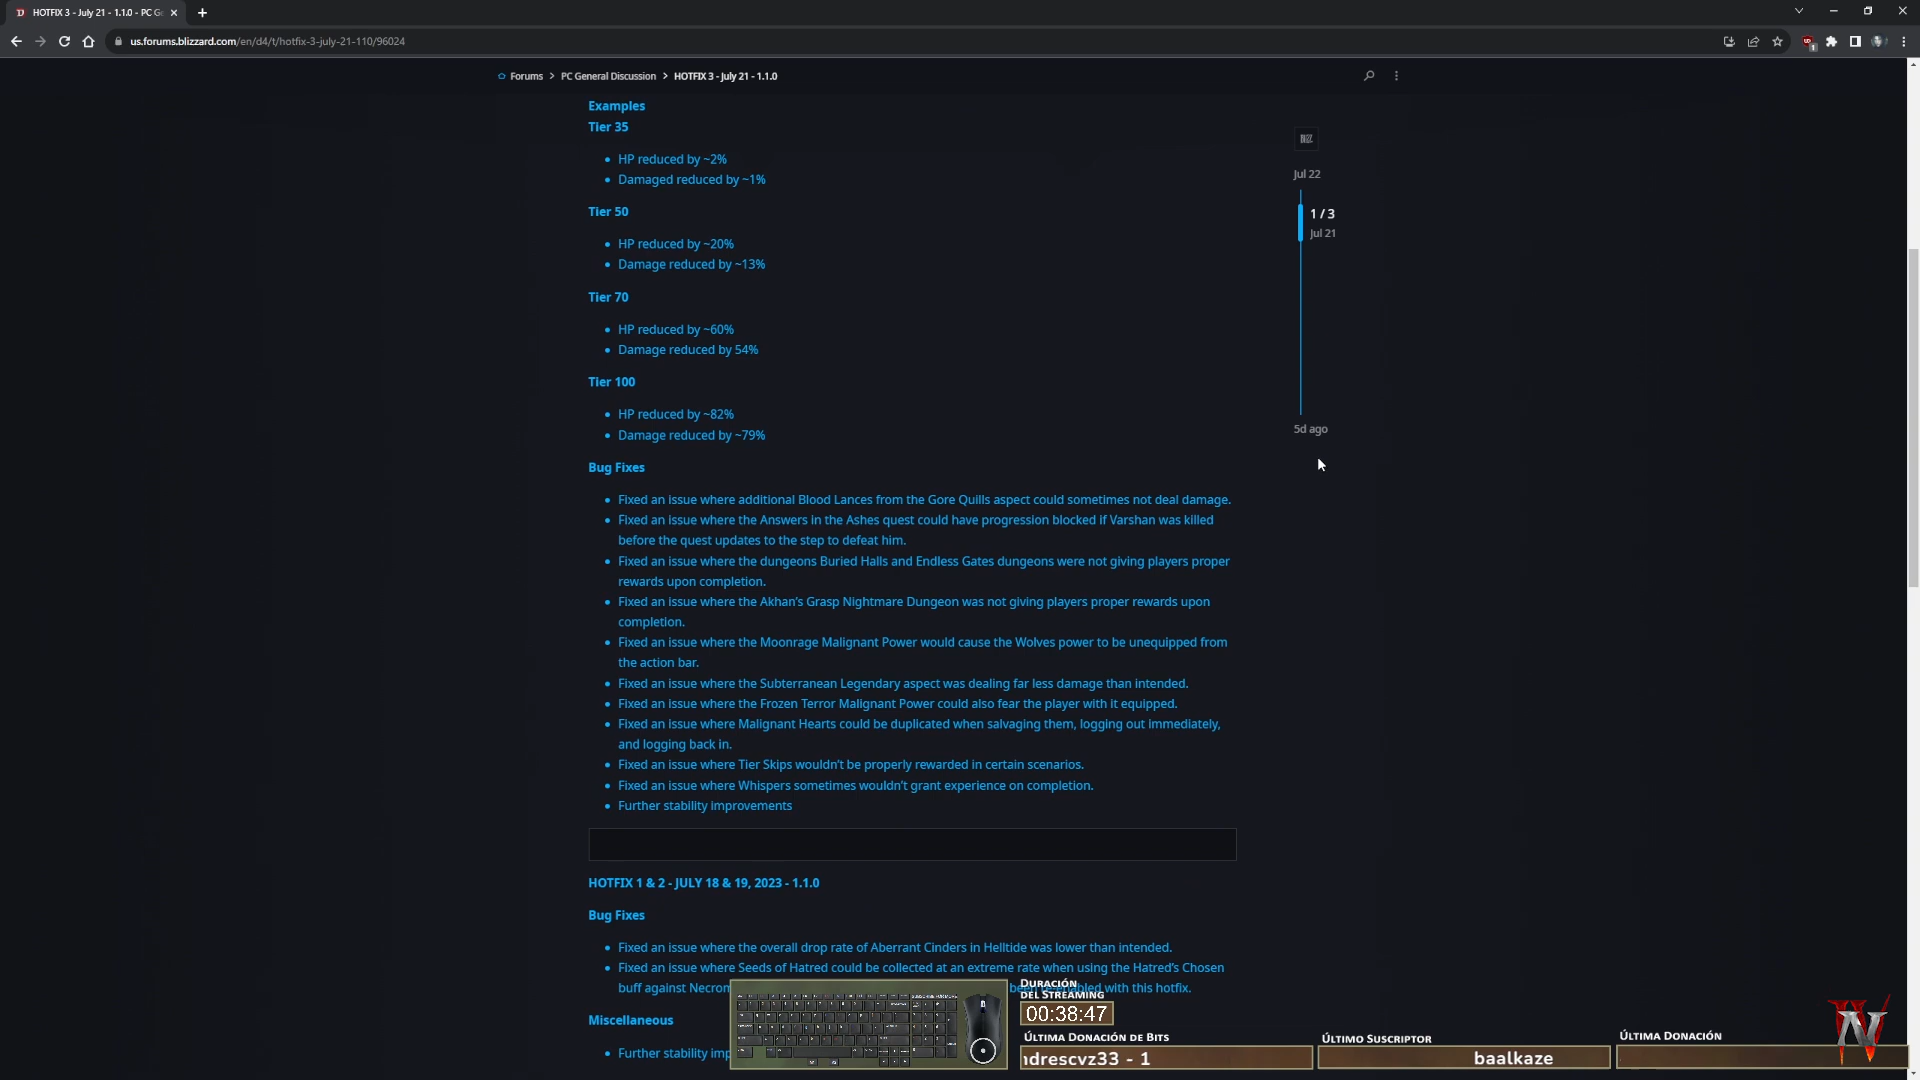 HOTFIX 3 - July 21 - 1.1.0 - PC Ge
us.forums.blizzard.com/en/d4/t/hotfix-3-july-21-110/96024
Forums > PC General Discussion > HOTFIX 3 - July 21 - 1.1.0
Examples
Tier 35
• HP reduced by ~2%
• Damaged reduced by ~1%
Tier 50
• HP reduced by ~20%
• Damage reduced by ~13%
Tier 70
• HP reduced by ~60%
• Damage reduced by 54%
Tier 100
• HP reduced by ~82%
• Damage reduced by ~79%
Jul 22
1 / 3
Jul 21
5d ago
Bug Fixes
• Fixed an issue where additional Blood Lances from the Gore Quills aspect could sometimes not deal damage.
• Fixed an issue where the Answers in the Ashes quest could have progression blocked if Varshan was killed
before the quest updates to the step to defeat him.
• Fixed an issue where the dungeons Buried Halls and Endless Gates dungeons were not giving players proper
rewards upon completion.
• Fixed an issue where the Akhan's Grasp Nightmare Dungeon was not giving players proper rewards upon
completion.
• Fixed an issue where the Moonrage Malignant Power would cause the Wolves power to be unequipped from
the action bar.
• Fixed an issue where the Subterranean Legendary aspect was dealing far less damage than intended.
• Fixed an issue where the Frozen Terror Malignant Power could also fear the player with it equipped.
• Fixed an issue where Malignant Hearts could be duplicated when salvaging them, logging out immediately,
and logging back in.
• Fixed an issue where Tier Skips wouldn't be properly rewarded in certain scenarios.
• Fixed an issue where Whispers sometimes wouldn't grant experience on completion.
• Further stability improvements
HOTFIX 1 & 2 - JULY 18 & 19, 2023 - 1.1.0
Bug Fixes
• Fixed an issue where the overall drop rate of Aberrant Cinders in Helltide was lower than intended.
• Fixed an issue where Seeds of Hatred could be collected at an extreme rate when using the Hatred's Chosen
buff against Necrom been re-enabled with this hotfix.
Miscellaneous
• Further stability imp
DURACIÓN
DEL STREAMING
00:38:47
ÚLTIMA DONACIÓN DE BITS
ndrescvz33 - 1
ÚLTIMO SUSCRIPTOR
baalkaze
ÚLTIMA DONACIÓN